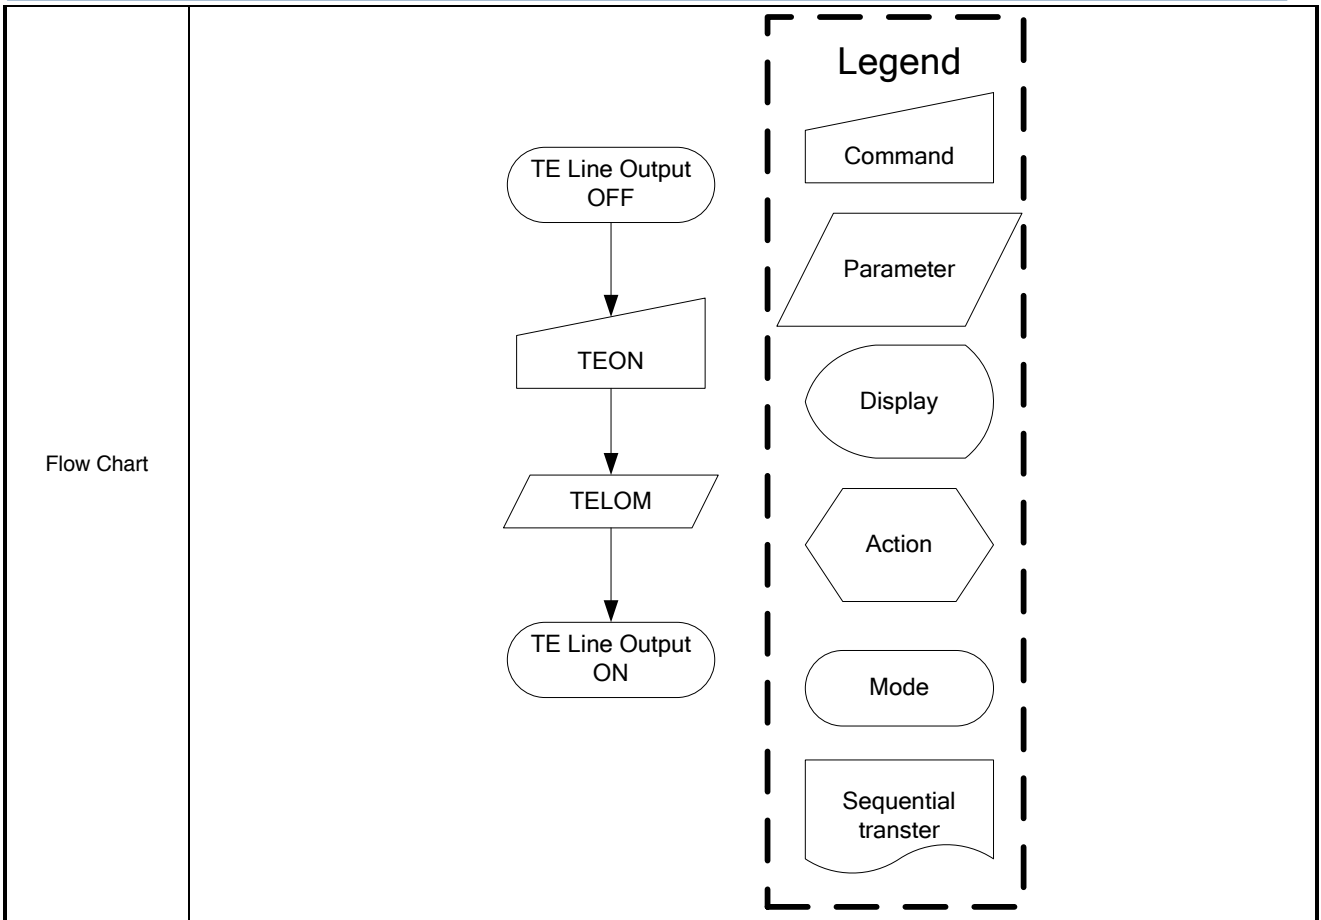 Flow Chart
TE Line Output
OFF
TEON
TELOM
TE Line Output
ON
Legend
Command
Parameter
Display
Action
Mode
Sequential
transter